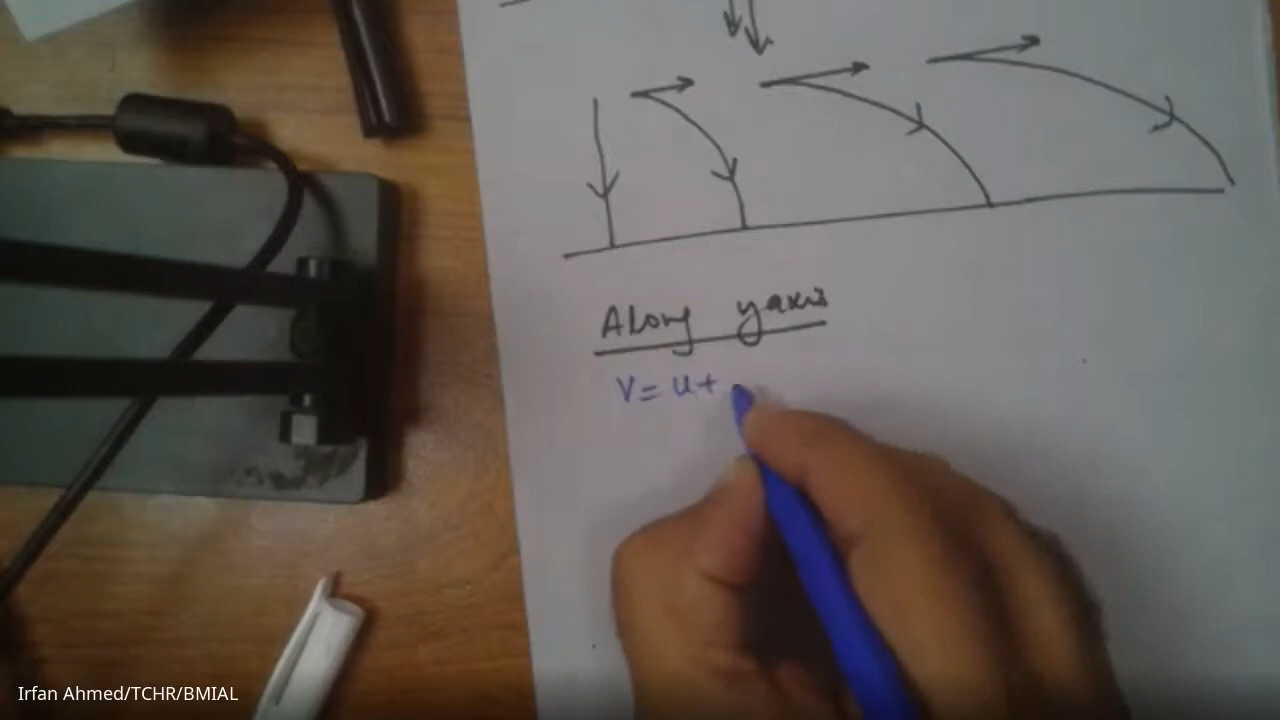 Along y axis
V = u +
Irfan Ahmed/TCHR/BMIAL